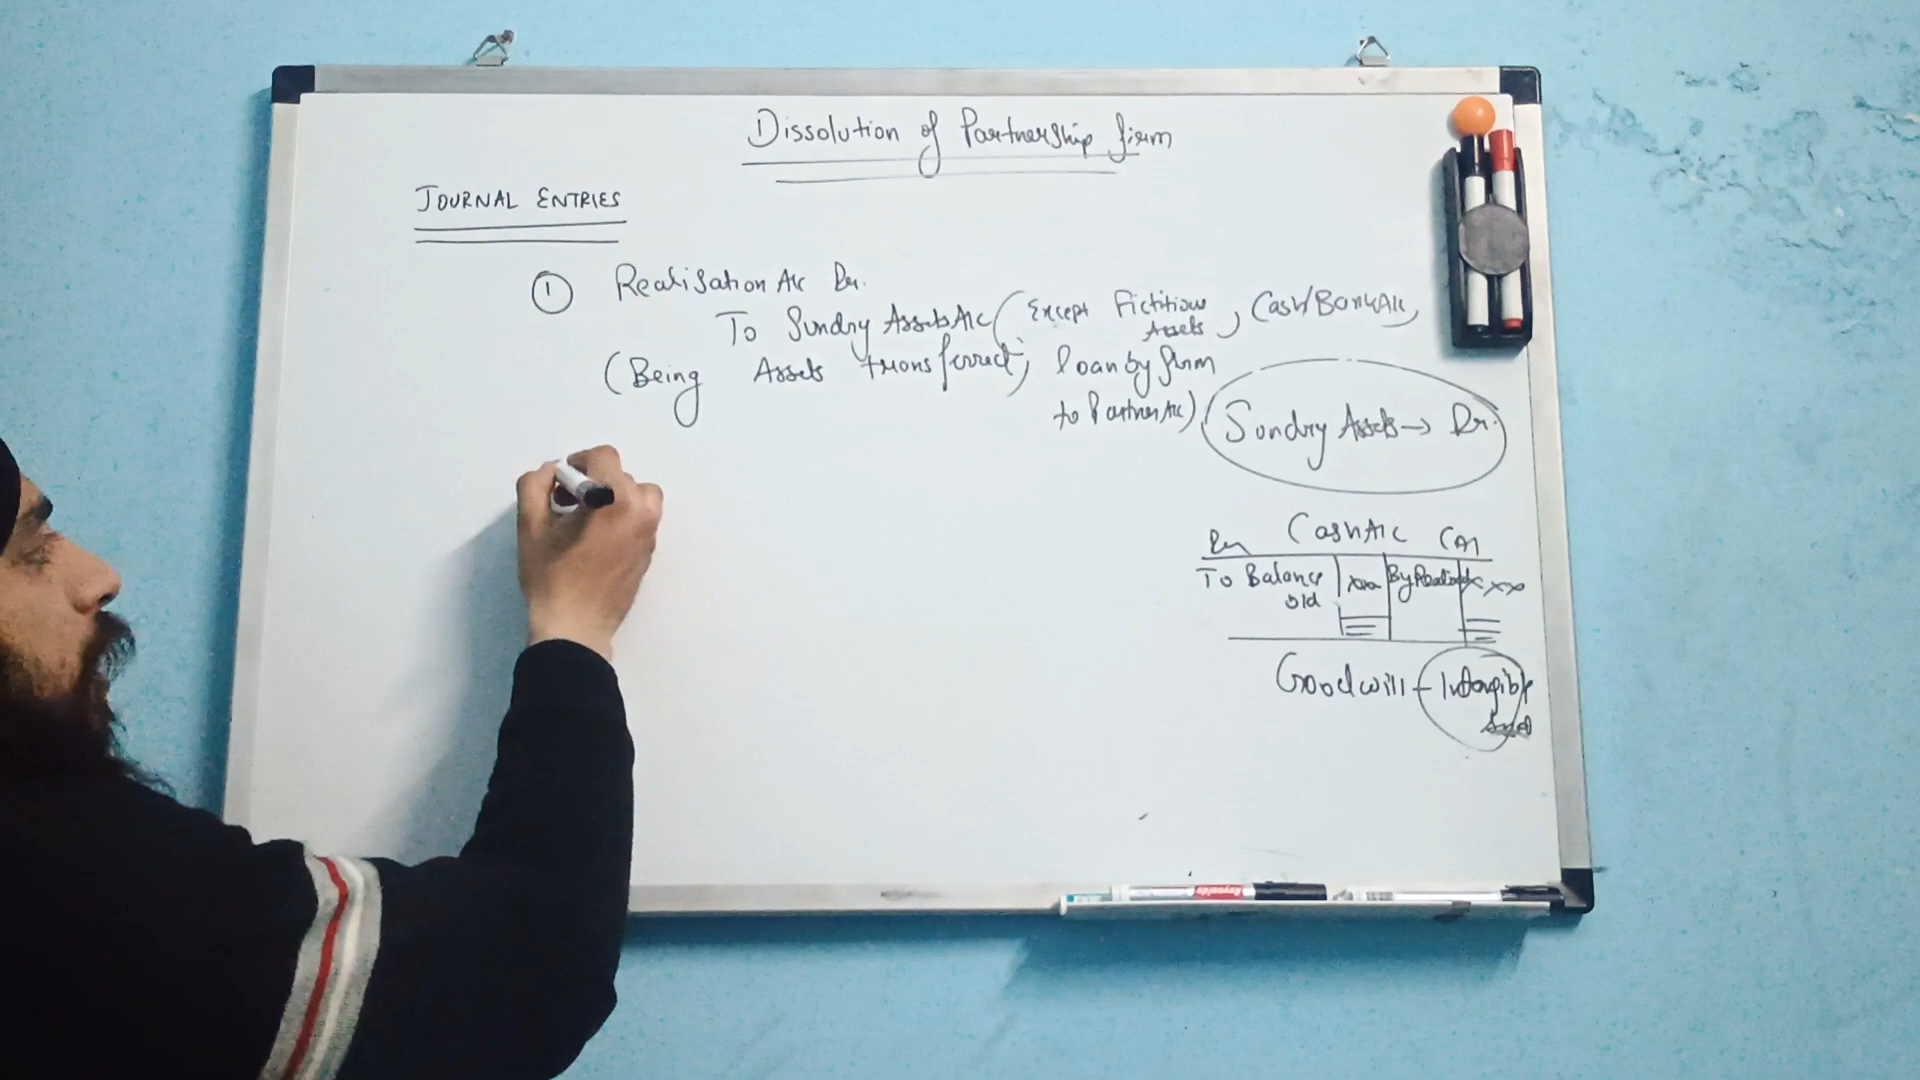 Dissolution of Partnership firm
JOURNAL ENTRIES
① Realisation A/c Dr.
To Sundry Assets A/c (Except Fictitious Assets, Cash/Bank A/c,
loan by firm
to Partner A/c)
(Being Assets transferred)
Sundry Assets → Dr.
Dr Cash A/c Cr
To Balance b/d xxx By Realisation xxx
Goodwill - Intangible
Reynolds